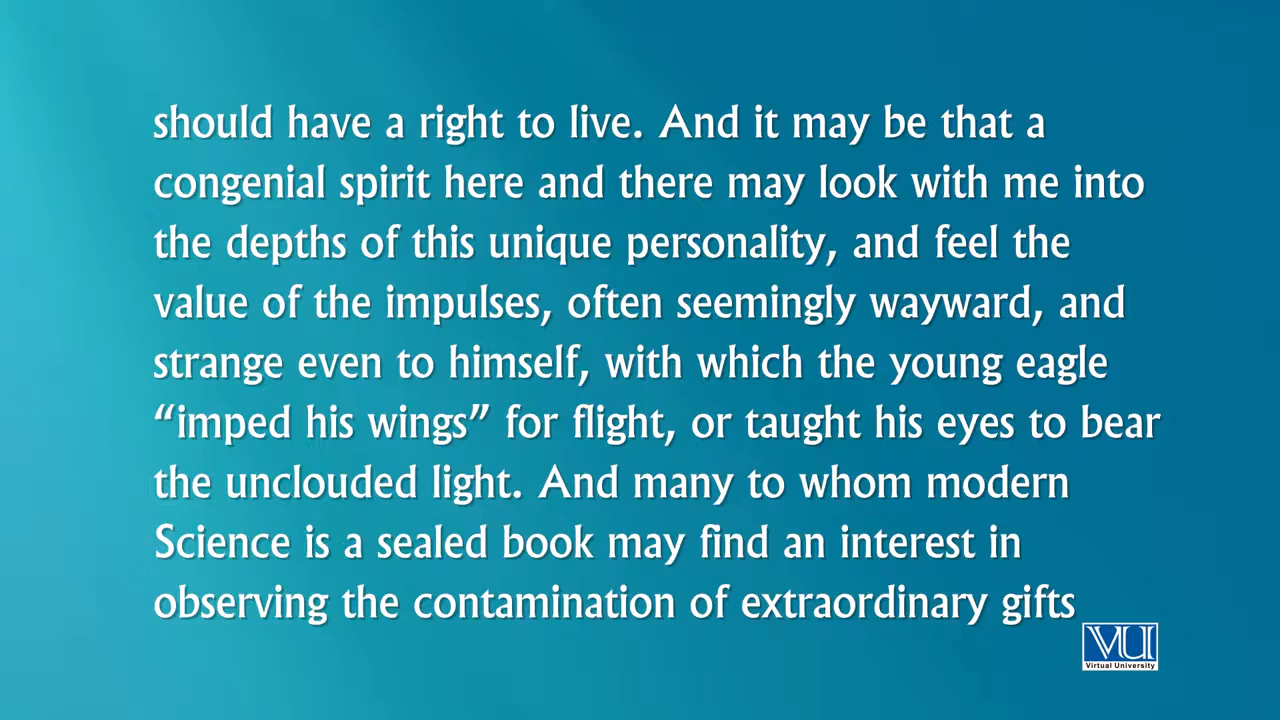 should have a right to live. And it may be that a
congenial spirit here and there may look with me into
the depths of this unique personality, and feel the
value of the impulses, often seemingly wayward, and
strange even to himself, with which the young eagle
“imped his wings” for flight, or taught his eyes to bear
the unclouded light. And many to whom modern
Science is a sealed book may find an interest in
observing the contamination of extraordinary gifts
VU
Virtual University